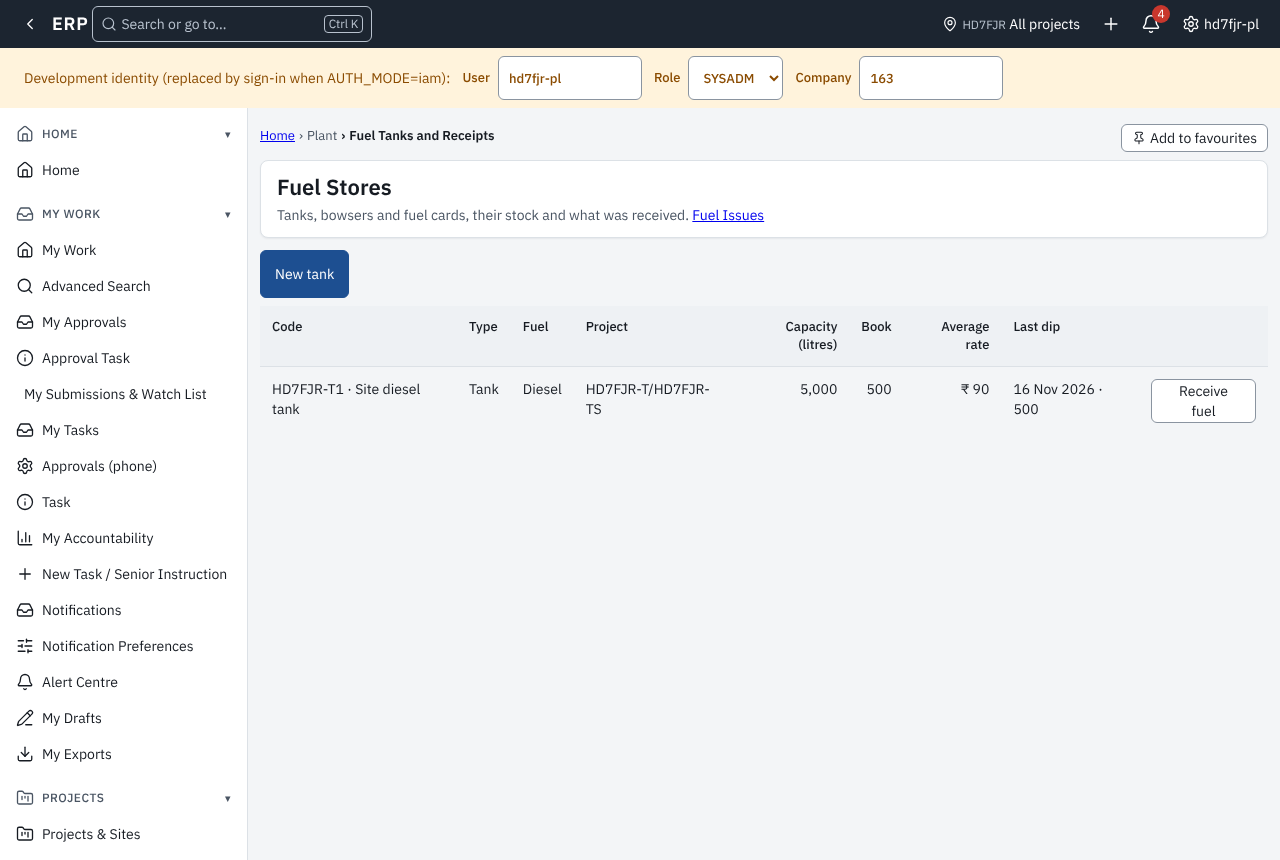 ERP
Search or go to...
Ctrl K
HD7FJR All projects
4
hd7fjr-pl
Development identity (replaced by sign-in when AUTH_MODE=iam):
User
hd7fjr-pl
Role
SYSADM
Company
163
HOME
Home
MY WORK
My Work
Advanced Search
My Approvals
Approval Task
My Submissions & Watch List
My Tasks
Approvals (phone)
Task
My Accountability
New Task / Senior Instruction
Notifications
Notification Preferences
Alert Centre
My Drafts
My Exports
PROJECTS
Projects & Sites
Home › Plant › Fuel Tanks and Receipts
Add to favourites
Fuel Stores
Tanks, bowsers and fuel cards, their stock and what was received. Fuel Issues
New tank
Code
Type
Fuel
Project
Capacity
(litres)
Book
Average
rate
Last dip
HD7FJR-T1 · Site diesel
tank
Tank
Diesel
HD7FJR-T/HD7FJR-
TS
5,000
500
₹ 90
16 Nov 2026 ·
500
Receive
fuel